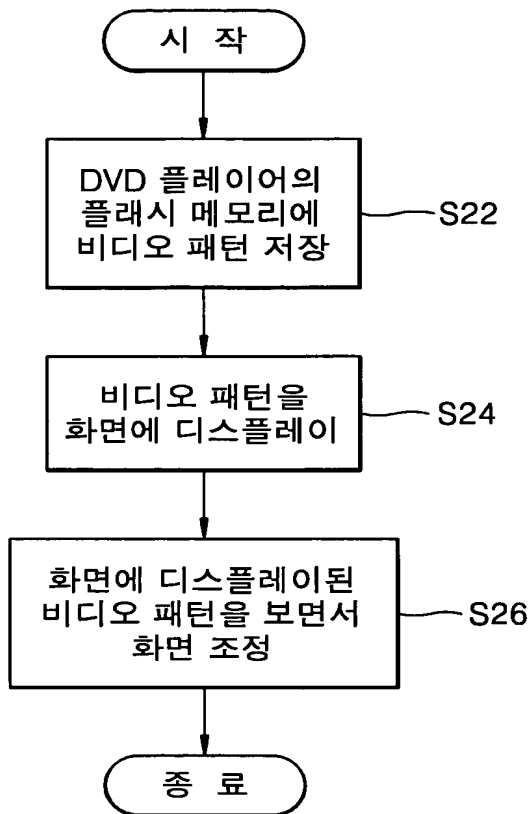 시 작
DVD 플레이어의
플래시 메모리에
비디오 패턴 저장
S22
비디오 패턴을
화면에 디스플레이
S24
화면에 디스플레이된
비디오 패턴을 보면서
화면 조정
S26
종 료